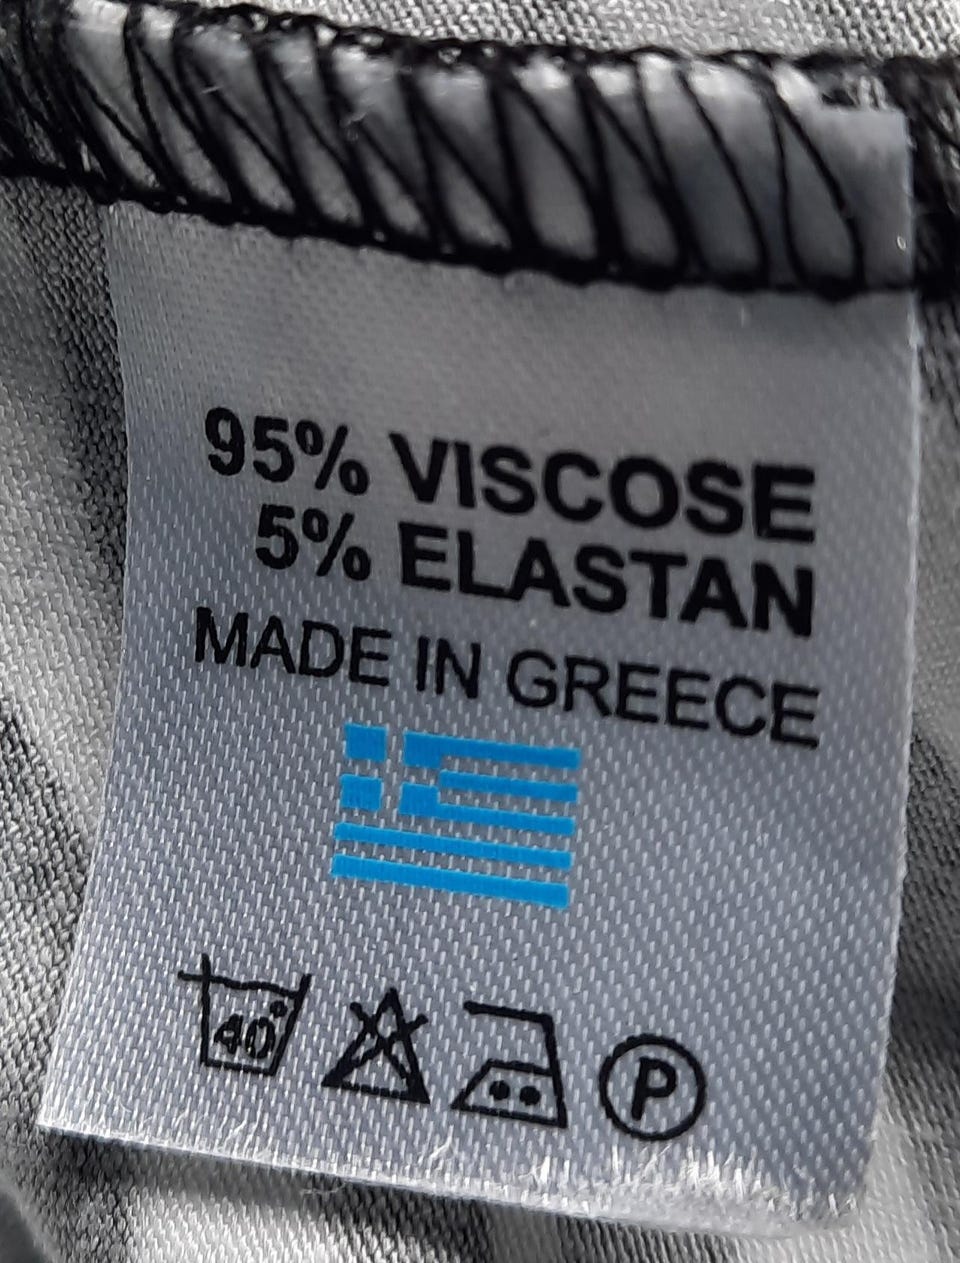 95% VISCOSE
5% ELASTAN
MADE IN GREECE
40° P